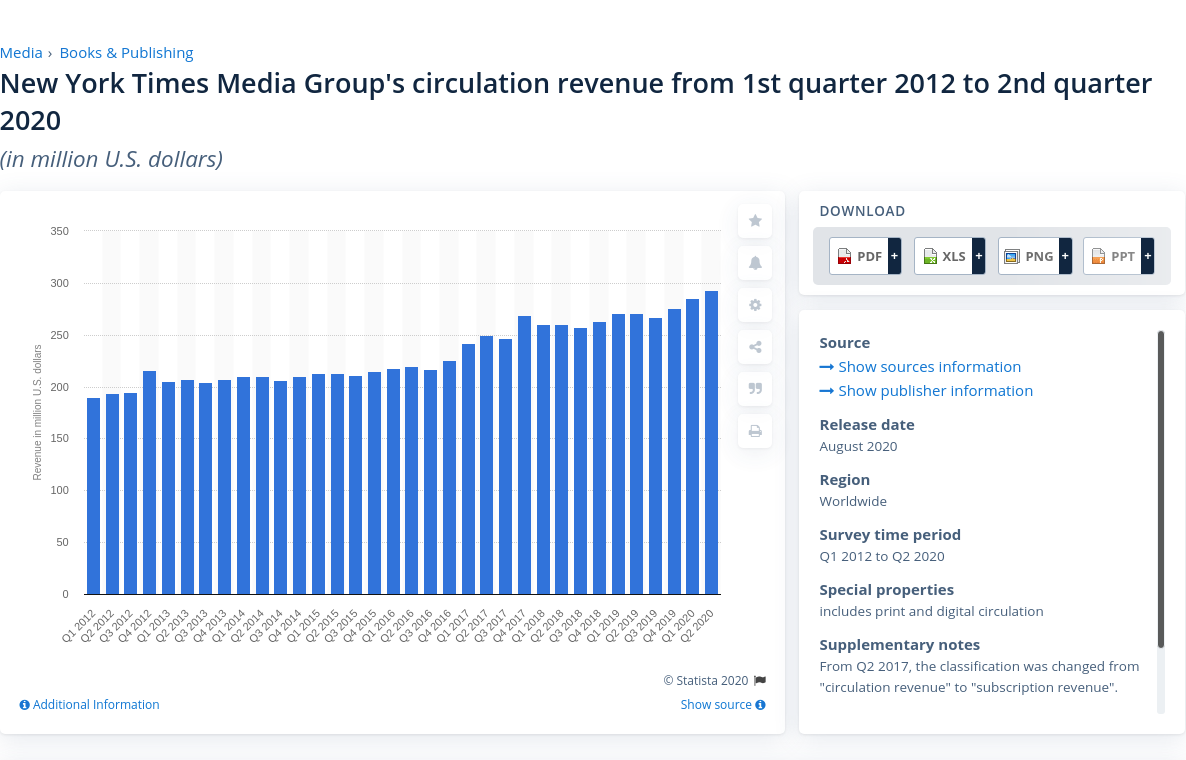 Media › Books & Publishing
New York Times Media Group's circulation revenue from 1st quarter 2012 to 2nd quarter
2020
(in million U.S. dollars)
Revenue in million U.S. dollars
350
300
250
200
150
100
50
0
Q1 2012
Q2 2012
Q3 2012
Q4 2012
Q1 2013
Q2 2013
Q3 2013
Q4 2013
Q1 2014
Q2 2014
Q3 2014
Q4 2014
Q1 2015
Q2 2015
Q3 2015
Q4 2015
Q1 2016
Q2 2016
Q3 2016
Q4 2016
Q1 2017
Q2 2017
Q3 2017
Q4 2017
Q1 2018
Q2 2018
Q3 2018
Q4 2018
Q1 2019
Q2 2019
Q3 2019
Q4 2019
Q1 2020
Q2 2020
© Statista 2020
Additional Information
Show source
DOWNLOAD
PDF + XLS + PNG + PPT +
Source
Show sources information
Show publisher information
Release date
August 2020
Region
Worldwide
Survey time period
Q1 2012 to Q2 2020
Special properties
includes print and digital circulation
Supplementary notes
From Q2 2017, the classification was changed from
"circulation revenue" to "subscription revenue".